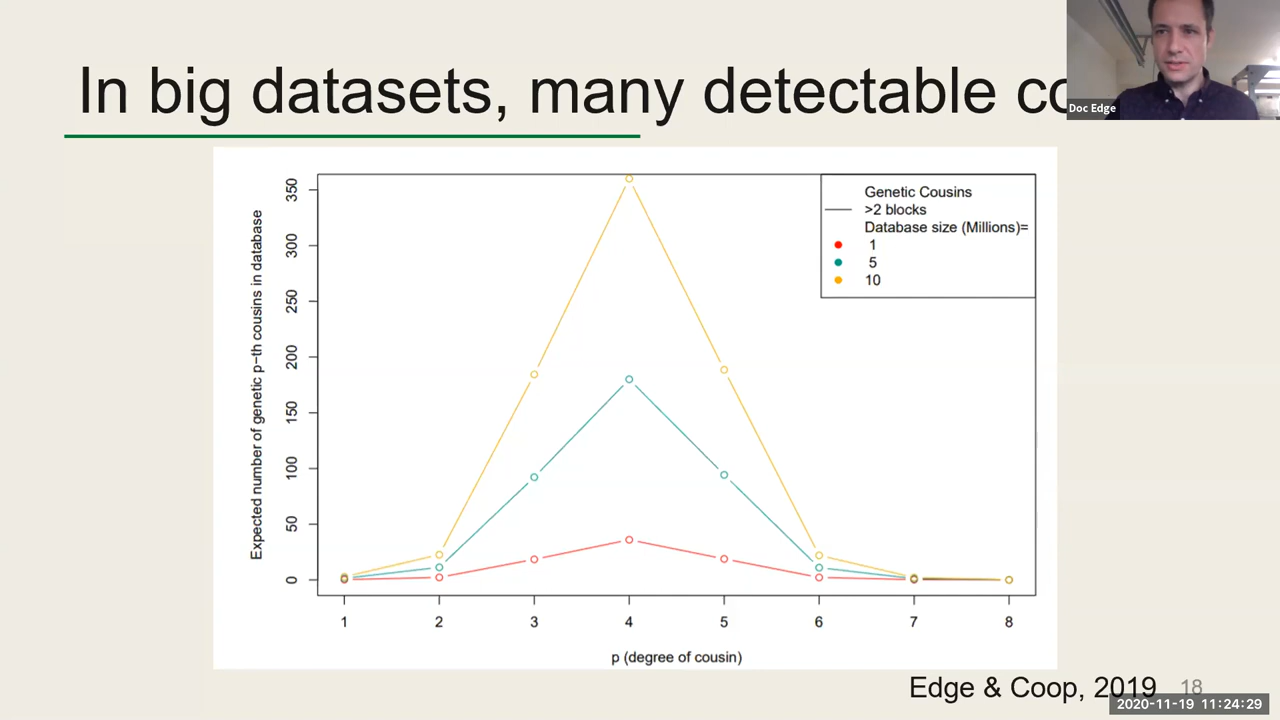 In big datasets, many detectable
Doc Edge
Expected number of genetic p−th cousins in database
350
300
250
200
150
100
50
0
Genetic Cousins
>2 blocks
Database size (Millions)=
1
5
10
1 2 3 4 5 6 7 8
p (degree of cousin)
Edge & Coop, 2019
18
2020-11-19 11:24:29